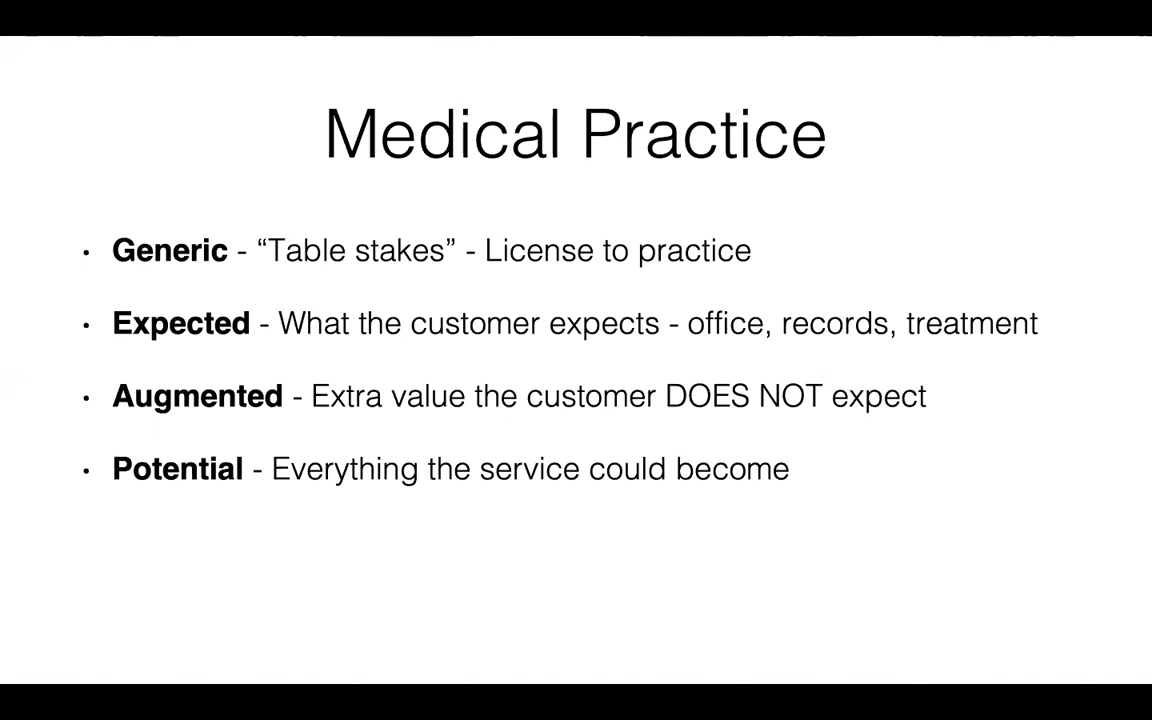 Medical Practice
• Generic - “Table stakes” - License to practice
• Expected - What the customer expects - office, records, treatment
• Augmented - Extra value the customer DOES NOT expect
• Potential - Everything the service could become